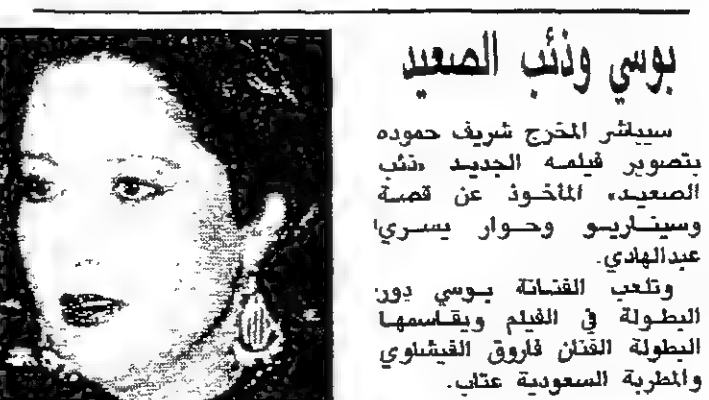 بوسي وذئب الصعيد
سيباشر المخرج شريف حموده
بتصوير فيلمه الجديد «ذئب
الصعيد» المأخوذ عن قصة
وسيناريو وحوار يسري
عبدالهادي.
وتلعب الفنانة بوسي دور
البطولة في الفيلم ويقاسمها
البطولة الفنان فاروق الفيشاوي
والمطربة السعودية عتاب.